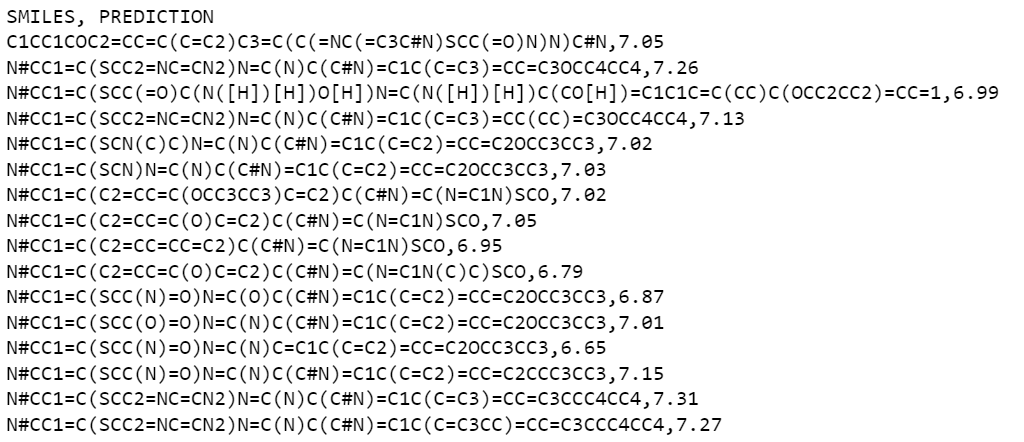 SMILES, PREDICTION
C1CC1COC2=CC=C(C=C2)C3=C(C(=NC(=C3C#N)SCC(=O)N)N)C#N,7.05
N#CC1=C(SCC2=NC=CN2)N=C(N)C(C#N)=C1C(C=C3)=CC=C3OCC4CC4,7.26
N#CC1=C(SCC(=O)C(N([H])[H])O[H])N=C(N([H])[H])C(CO[H])=C1C1C=C(CC)C(OCC2CC2)=CC=1,6.99
N#CC1=C(SCC2=NC=CN2)N=C(N)C(C#N)=C1C(C=C3)=CC(CC)=C3OCC4CC4,7.13
N#CC1=C(SCN(C)C)N=C(N)C(C#N)=C1C(C=C2)=CC=C2OCC3CC3,7.02
N#CC1=C(SCN)N=C(N)C(C#N)=C1C(C=C2)=CC=C2OCC3CC3,7.03
N#CC1=C(C2=CC=C(OCC3CC3)C=C2)C(C#N)=C(N=C1N)SCO,7.02
N#CC1=C(C2=CC=C(O)C=C2)C(C#N)=C(N=C1N)SCO,7.05
N#CC1=C(C2=CC=CC=C2)C(C#N)=C(N=C1N)SCO,6.95
N#CC1=C(C2=CC=C(O)C=C2)C(C#N)=C(N=C1N(C)C)SCO,6.79
N#CC1=C(SCC(N)=O)N=C(O)C(C#N)=C1C(C=C2)=CC=C2OCC3CC3,6.87
N#CC1=C(SCC(O)=O)N=C(N)C(C#N)=C1C(C=C2)=CC=C2OCC3CC3,7.01
N#CC1=C(SCC(N)=O)N=C(N)C=C1C(C=C2)=CC=C2OCC3CC3,6.65
N#CC1=C(SCC(N)=O)N=C(N)C(C#N)=C1C(C=C2)=CC=C2CCC3CC3,7.15
N#CC1=C(SCC2=NC=CN2)N=C(N)C(C#N)=C1C(C=C3)=CC=C3CCC4CC4,7.31
N#CC1=C(SCC2=NC=CN2)N=C(N)C(C#N)=C1C(C=C3CC)=CC=C3CCC4CC4,7.27